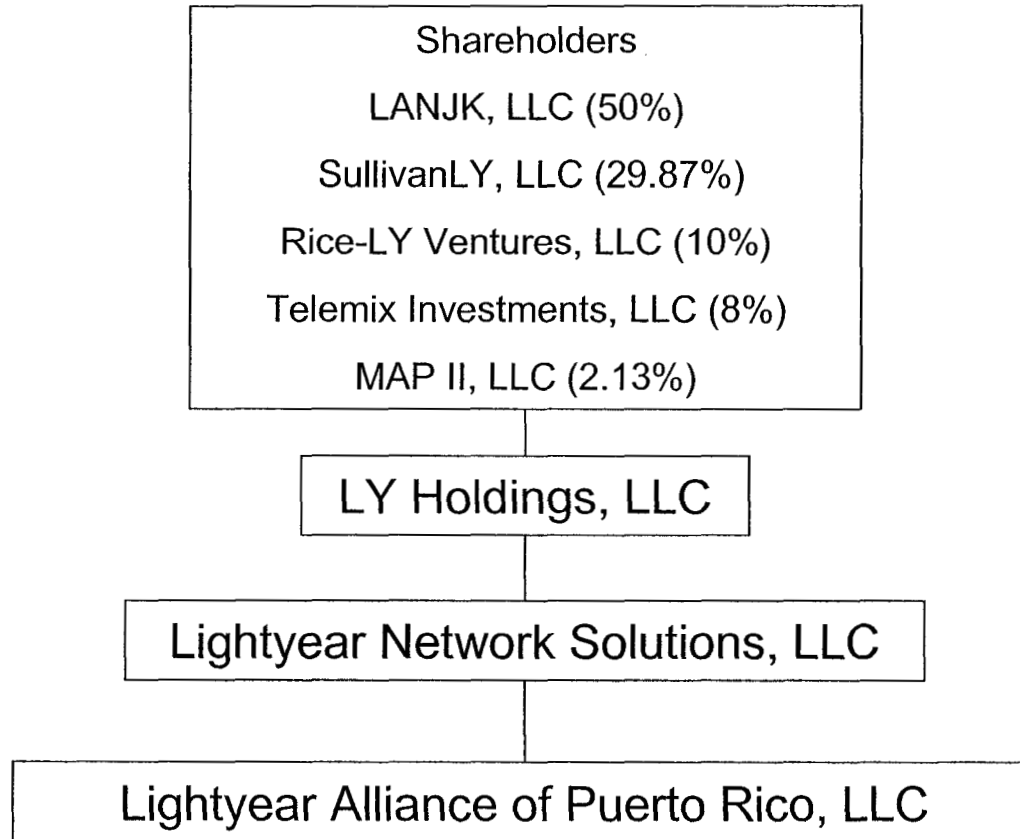 Shareholders
LANJK, LLC (50%)
SullivanLY, LLC (29.87%)
Rice-LY Ventures, LLC (10%)
Telemix Investments, LLC (8%)
MAP II, LLC (2.13%)
LY Holdings, LLC
Lightyear Network Solutions, LLC
Lightyear Alliance of Puerto Rico, LLC